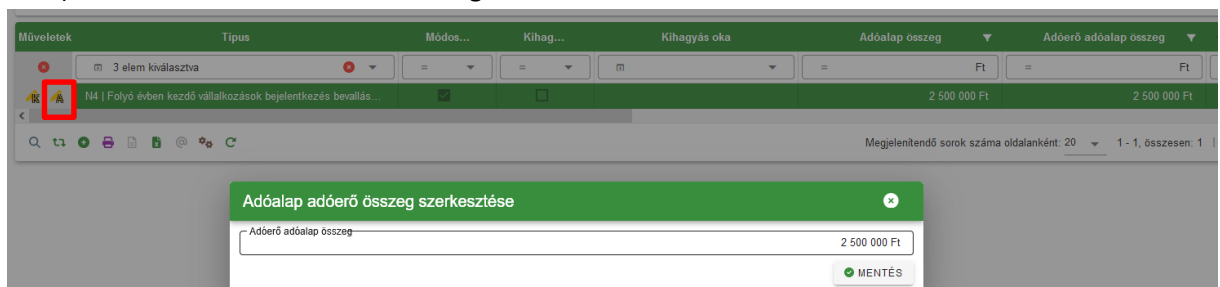 Műveletek Típus Módos... Kihag... Kihagyás oka Adóalap összeg Adóerő adóalap összeg
3 elem kiválasztva = = = Ft = Ft
K A N4 | Folyó évben kezdő vállalkozások bejelentkezés bevallás... 2 500 000 Ft 2 500 000 Ft
Megjelenítendő sorok száma oldalanként: 20 1 - 1, összesen: 1
Adóalap adóerő összeg szerkesztése
Adóerő adóalap összeg
2 500 000 Ft
MENTÉS